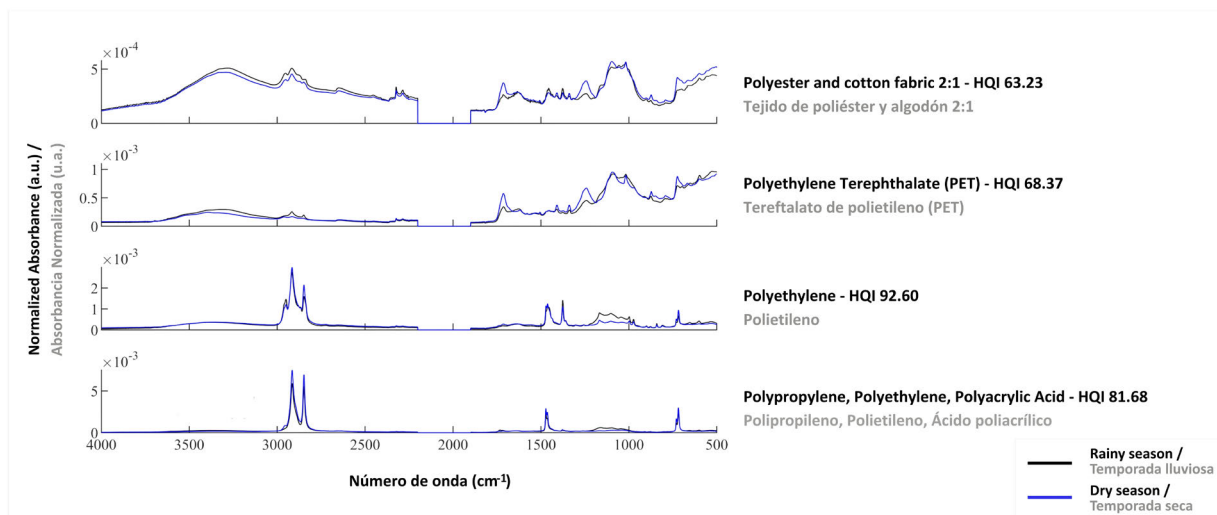 ×10-4
5
0
Polyester and cotton fabric 2:1 - HQI 63.23
Tejido de poliéster y algodón 2:1
×10-3
1
0.5
0
Polyethylene Terephthalate (PET) - HQI 68.37
Tereftalato de polietileno (PET)
Normalized Absorbance (a.u.) /
Absorbancia Normalizada (u.a.)
×10-3
2
1
0
Polyethylene - HQI 92.60
Polietileno
×10-3
5
0
Polypropylene, Polyethylene, Polyacrylic Acid - HQI 81.68
Polipropileno, Polietileno, Ácido poliacrílico
4000 3500 3000 2500 2000 1500 1000 500
Número de onda (cm-1)
Rainy season /
Temporada lluviosa
Dry season /
Temporada seca